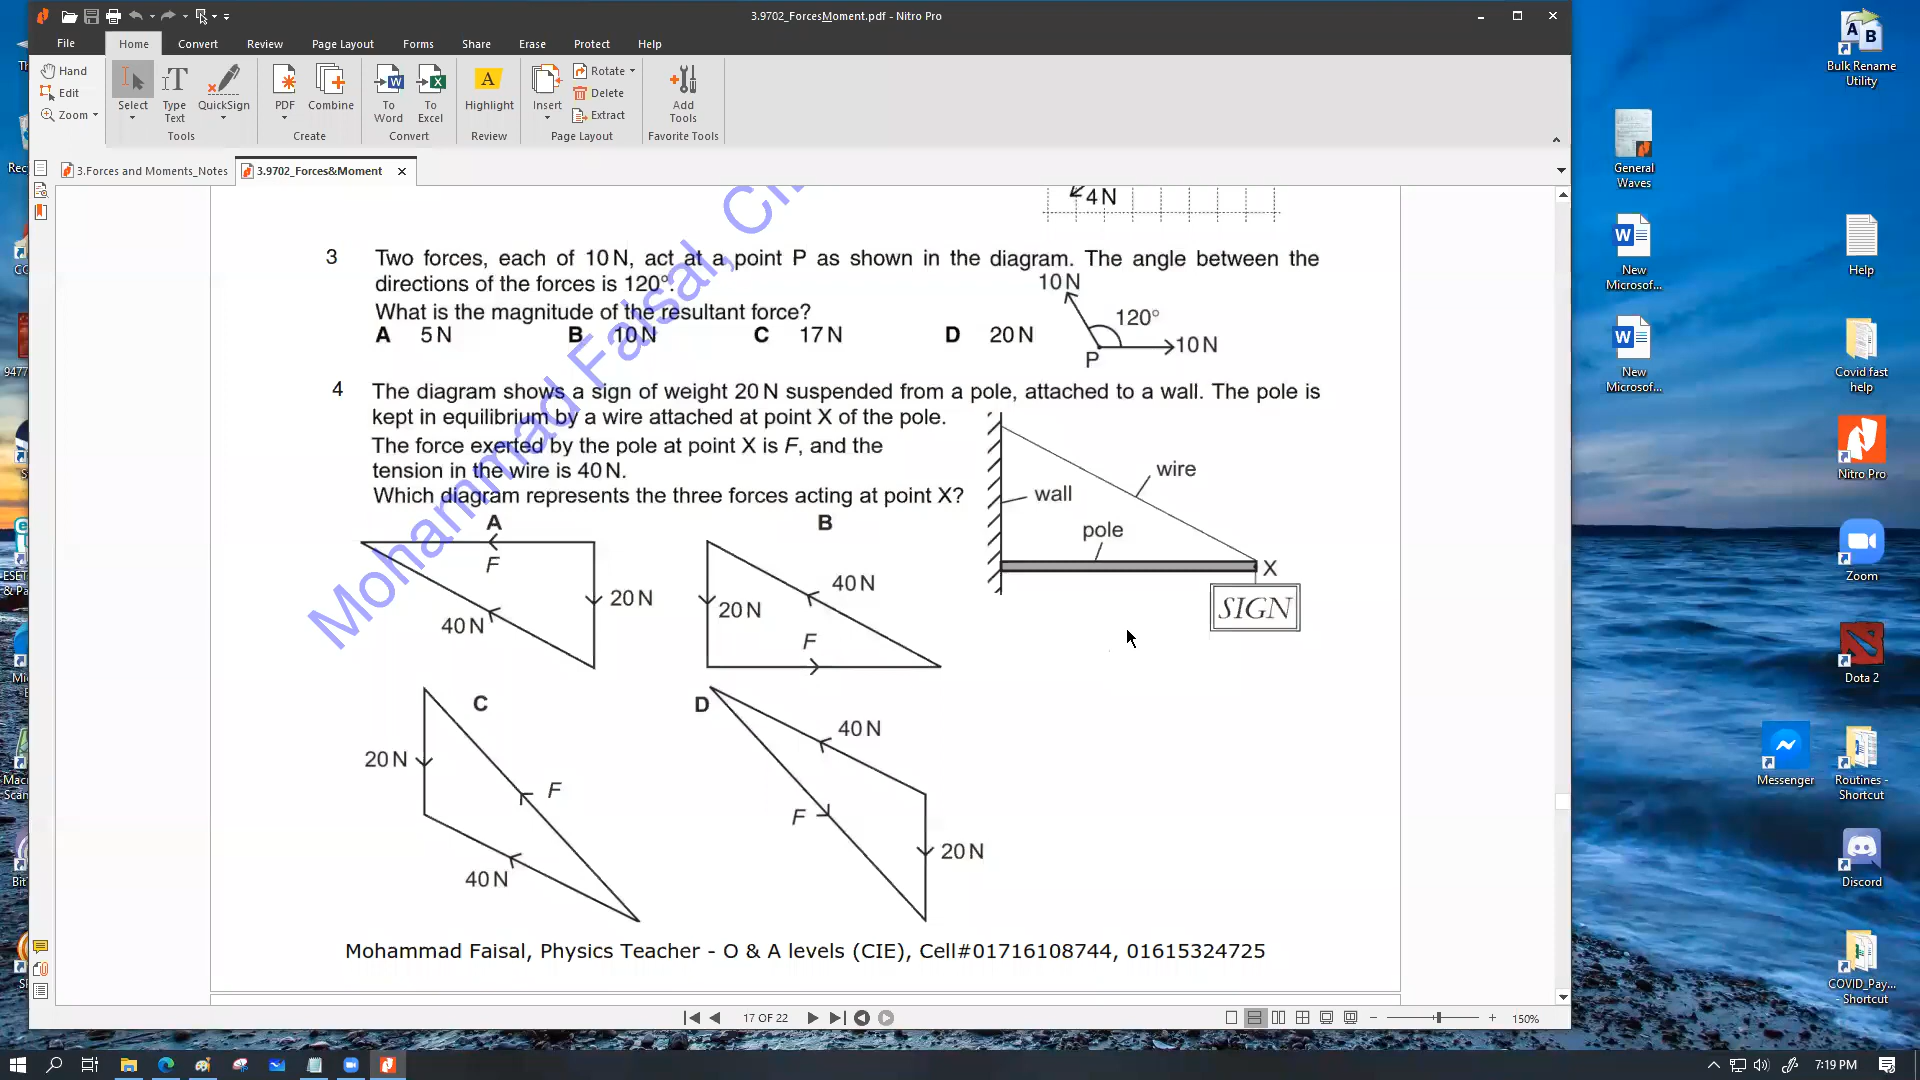 3.9702_ForcesMoment.pdf - Nitro Pro
File
Home
Convert
Review
Page Layout
Forms
Share
Erase
Protect
Help
Hand
Edit
Zoom
Select
Type
Text
QuickSign
Tools
PDF
Combine
Create
To
Word
To
Excel
Convert
Highlight
Review
Insert
Rotate
Delete
Extract
Page Layout
Add
Tools
Favorite Tools
3.Forces and Moments_Notes
3.9702_Forces&Moment
4 N
3 Two forces, each of 10 N, act at a point P as shown in the diagram. The angle between the
directions of the forces is 120°.
What is the magnitude of the resultant force?
A 5 N B 10 N C 17 N D 20 N
10 N
120°
10 N
P
4 The diagram shows a sign of weight 20 N suspended from a pole, attached to a wall. The pole is
kept in equilibrium by a wire attached at point X of the pole.
The force exerted by the pole at point X is F, and the
tension in the wire is 40 N.
Which diagram represents the three forces acting at point X?
wire
wall
pole
X
SIGN
A
F
20 N
40 N
B
40 N
20 N
F
C
20 N
F
40 N
D
40 N
F
20 N
Mohammad Faisal, Physics Teacher - O & A levels (CIE), Cell#01716108744, 01615324725
17 OF 22
150%
Bulk Rename
Utility
General
Waves
New
Microsof...
Help
New
Microsof...
Covid fast
help
Nitro Pro
Zoom
Dota 2
Messenger
Routines -
Shortcut
Discord
COVID_Pay...
- Shortcut
7:19 PM